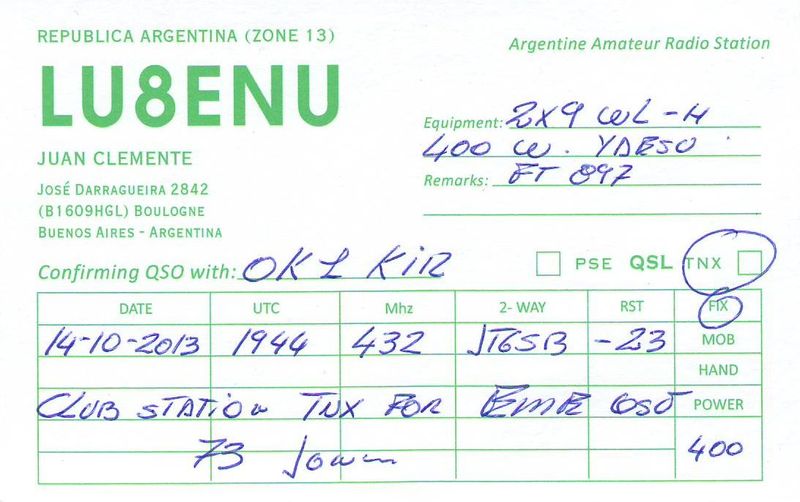 REPUBLICA ARGENTINA (ZONE 13)
Argentine Amateur Radio Station
LU8ENU
Equipment: 2X9 WL-H
JUAN CLEMENTE
400 W. YAESU
JOSÉ DARRAGUEIRA 2842
Remarks: FT 897
(B1609HGL) BOULOGNE
BUENOS AIRES - ARGENTINA
Confirming QSO with: OK1 KIR
PSE QSL TNX
DATE UTC Mhz 2- WAY RST FIX
14-10-2013 1944 432 JT65B -23 MOB
HAND
CLUB STATION TNX FOR EME QSO POWER
73 400